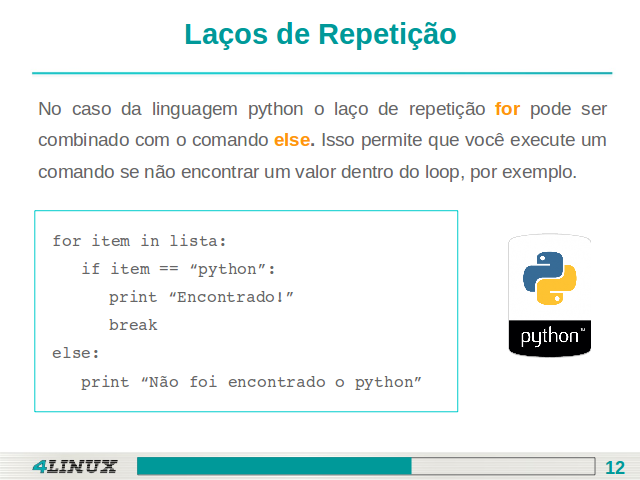 Laços de Repetição
No caso da linguagem python o laço de repetição for pode ser
combinado com o comando else. Isso permite que você execute um
comando se não encontrar um valor dentro do loop, por exemplo.
for item in lista:
if item == “python”:
print “Encontrado!”
break
else:
print “Não foi encontrado o python”
python™
4LINUX
12